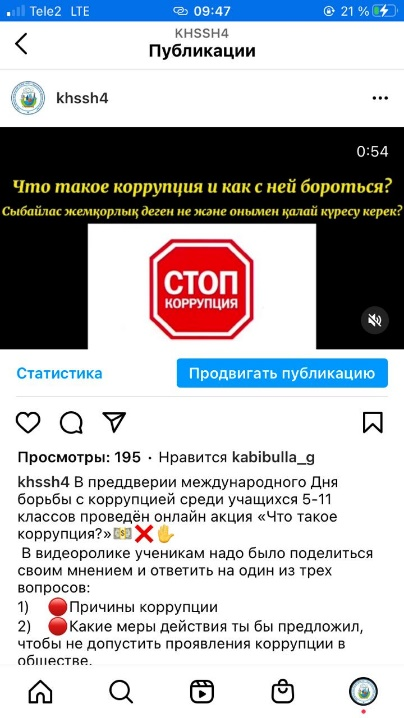 Tele2 LTE 09:47 21 %
KHSSH4
Публикации
khssh4
0:54
Что такое коррупция и как с ней бороться?
Сыбайлас жемқорлық деген не және онымен қалай күресу керек?
СТОП
КОРРУПЦИЯ
Статистика
Продвигать публикацию
Просмотры: 195 · Нравится kabibulla_g
khssh4 В преддверии международного Дня
борьбы с коррупцией среди учащихся 5-11
классов проведён онлайн акция «Что такое
коррупция?»💵❌✋
В видеоролике ученикам надо было поделиться
своим мнением и ответить на один из трех
вопросов:
1) 🔴Причины коррупции
2) 🔴Какие меры действия ты бы предложил,
чтобы не допустить проявления коррупции в
обществе.